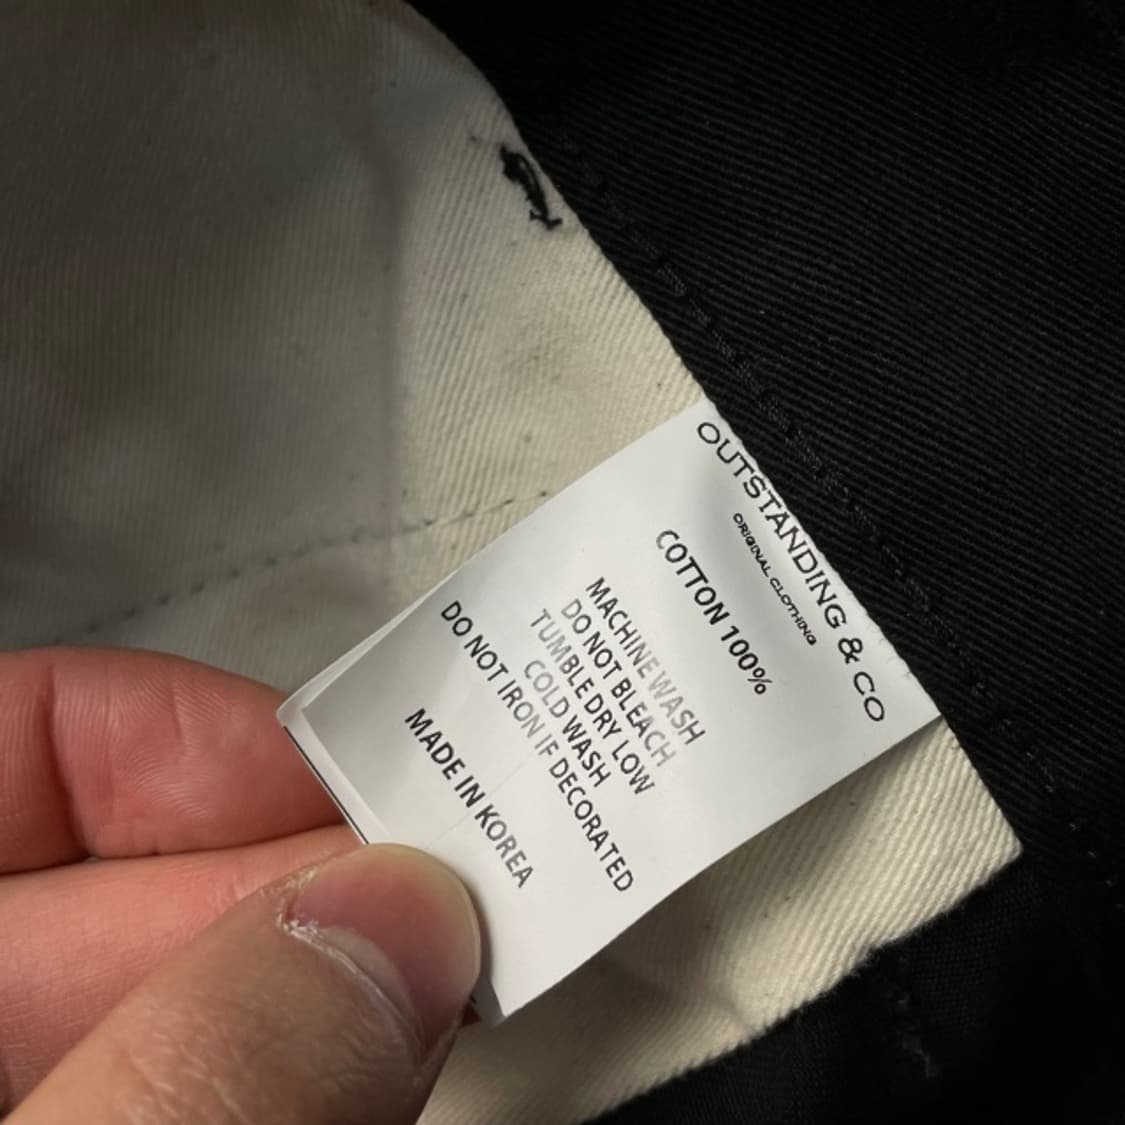 OUTSTANDING & CO
ORIGINAL CLOTHING
COTTON 100%
MACHINE WASH
DO NOT BLEACH
TUMBLE DRY LOW
COLD WASH
DO NOT IRON IF DECORATED
MADE IN KOREA